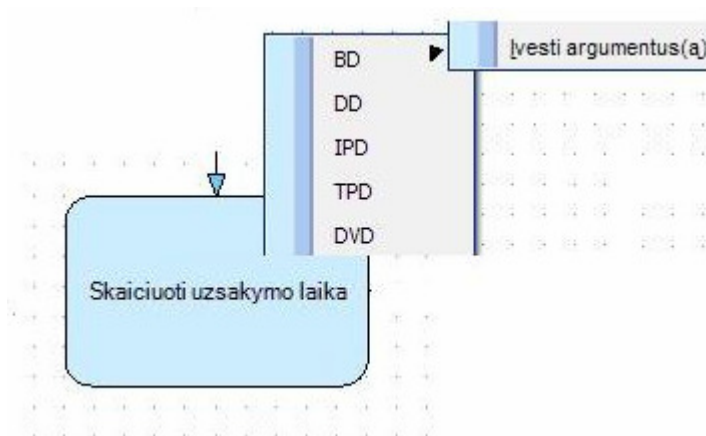 BD
Įvesti argumentus(ą)
DD
IPD
TPD
DVD
Skaiciuoti uzsakymo laika